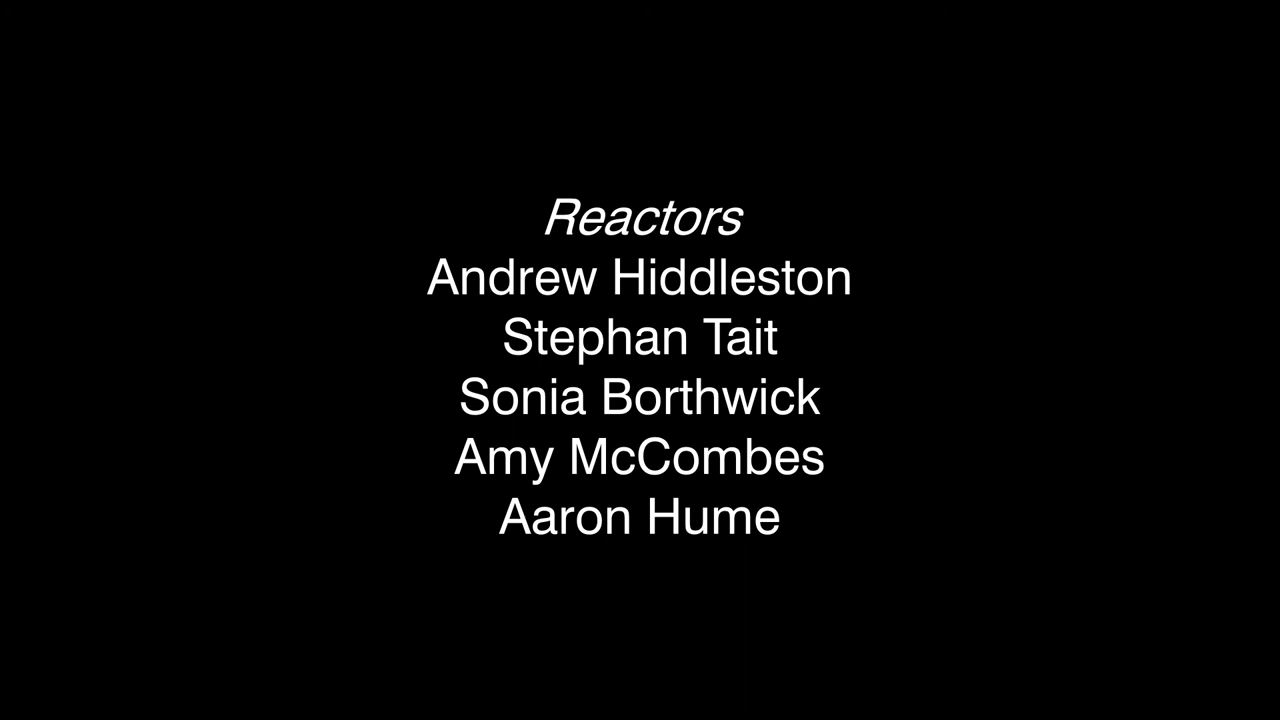 Reactors
Andrew Hiddleston
Stephan Tait
Sonia Borthwick
Amy McCombes
Aaron Hume